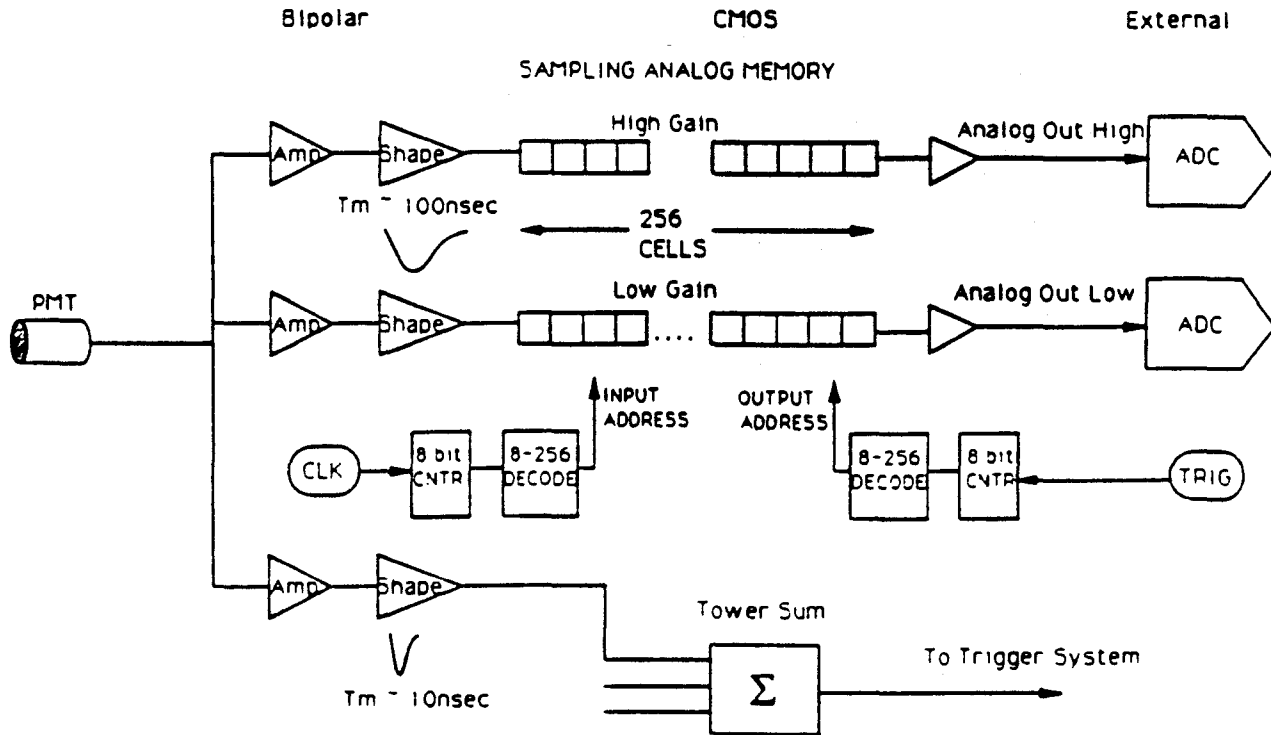 Bipolar CMOS External
SAMPLING ANALOG MEMORY
High Gain
Analog Out High
Amp
Shape
ADC
Tm ~ 100nsec
256
CELLS
PMT
Low Gain
Analog Out Low
Amp
Shape
....
ADC
INPUT
ADDRESS
OUTPUT
ADDRESS
CLK
8 bit
CNTR
8-256
DECODE
8-256
DECODE
8 bit
CNTR
TRIG
Amp
Shape
Tower Sum
Σ
To Trigger System
Tm ~ 10nsec